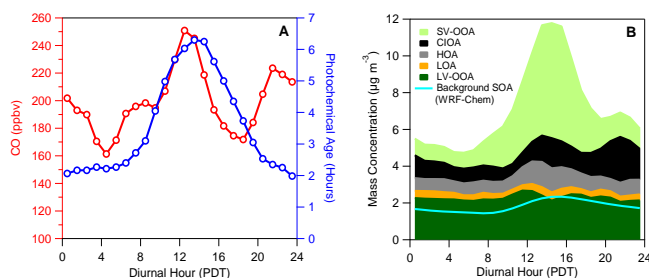 A
260
240
220
200
180
160
140
120
100
CO (ppbv)
7
6
5
4
3
2
1
0
Photochemical Age (Hours)
0 4 8 12 16 20 24
Diurnal Hour (PDT)
B
12
10
8
6
4
2
0
Mass Concentration (µg m⁻³)
SV-OOA
CIOA
HOA
LOA
LV-OOA
Background SOA
(WRF-Chem)
0 4 8 12 16 20 24
Diurnal Hour (PDT)